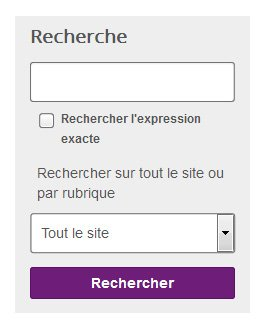 Recherche
Rechercher l'expression
exacte
Rechercher sur tout le site ou
par rubrique
Tout le site
Rechercher